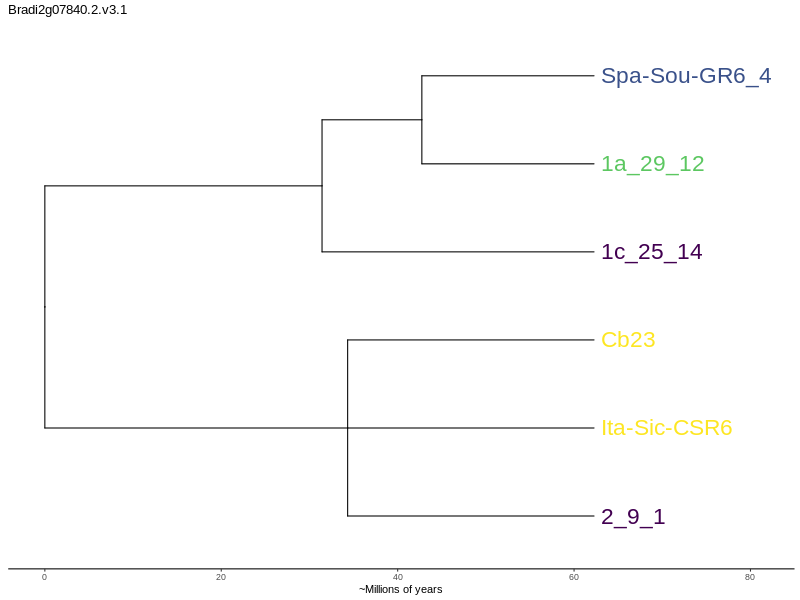 Bradi2g07840.2.v3.1
Spa-Sou-GR6_4
1a_29_12
1c_25_14
Cb23
Ita-Sic-CSR6
2_9_1
0 20 40 60 80
~Millions of years